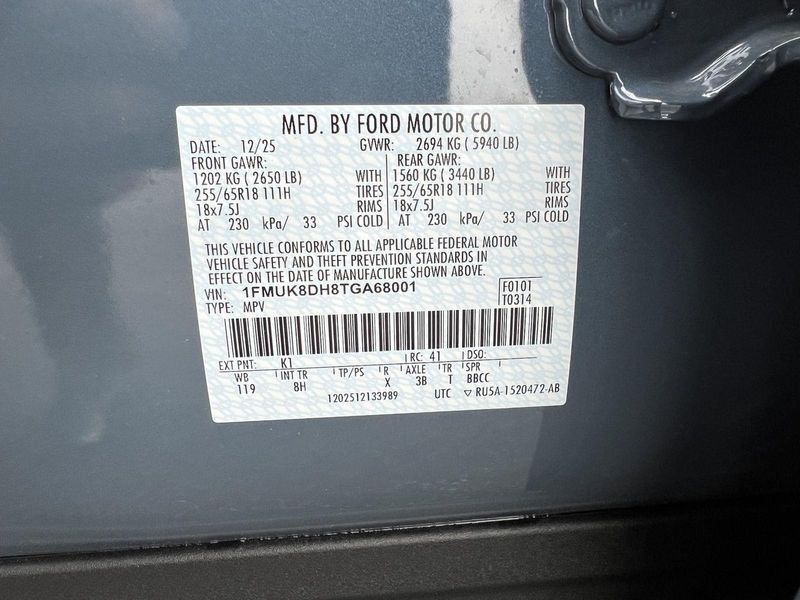 MFD. BY FORD MOTOR CO.
DATE: 12/25 GVWR: 2694 KG ( 5940 LB)
FRONT GAWR: REAR GAWR:
1202 KG ( 2650 LB) WITH 1560 KG ( 3440 LB) WITH
255/65R18 111H TIRES 255/65R18 111H TIRES
18x7.5J RIMS 18x7.5J RIMS
AT 230 kPa/ 33 PSI COLD AT 230 kPa/ 33 PSI COLD
THIS VEHICLE CONFORMS TO ALL APPLICABLE FEDERAL MOTOR
VEHICLE SAFETY AND THEFT PREVENTION STANDARDS IN
EFFECT ON THE DATE OF MANUFACTURE SHOWN ABOVE.
VIN: 1FMUK8DH8TGA68001 F0101
TYPE: MPV T0314
EXT PNT: K1 RC: 41 DSO:
WB INT TR TP/PS R AXLE TR SPR
119 8H X 3B T BBCC
1202512133989 UTC ▽ RU5A-1520472-AB